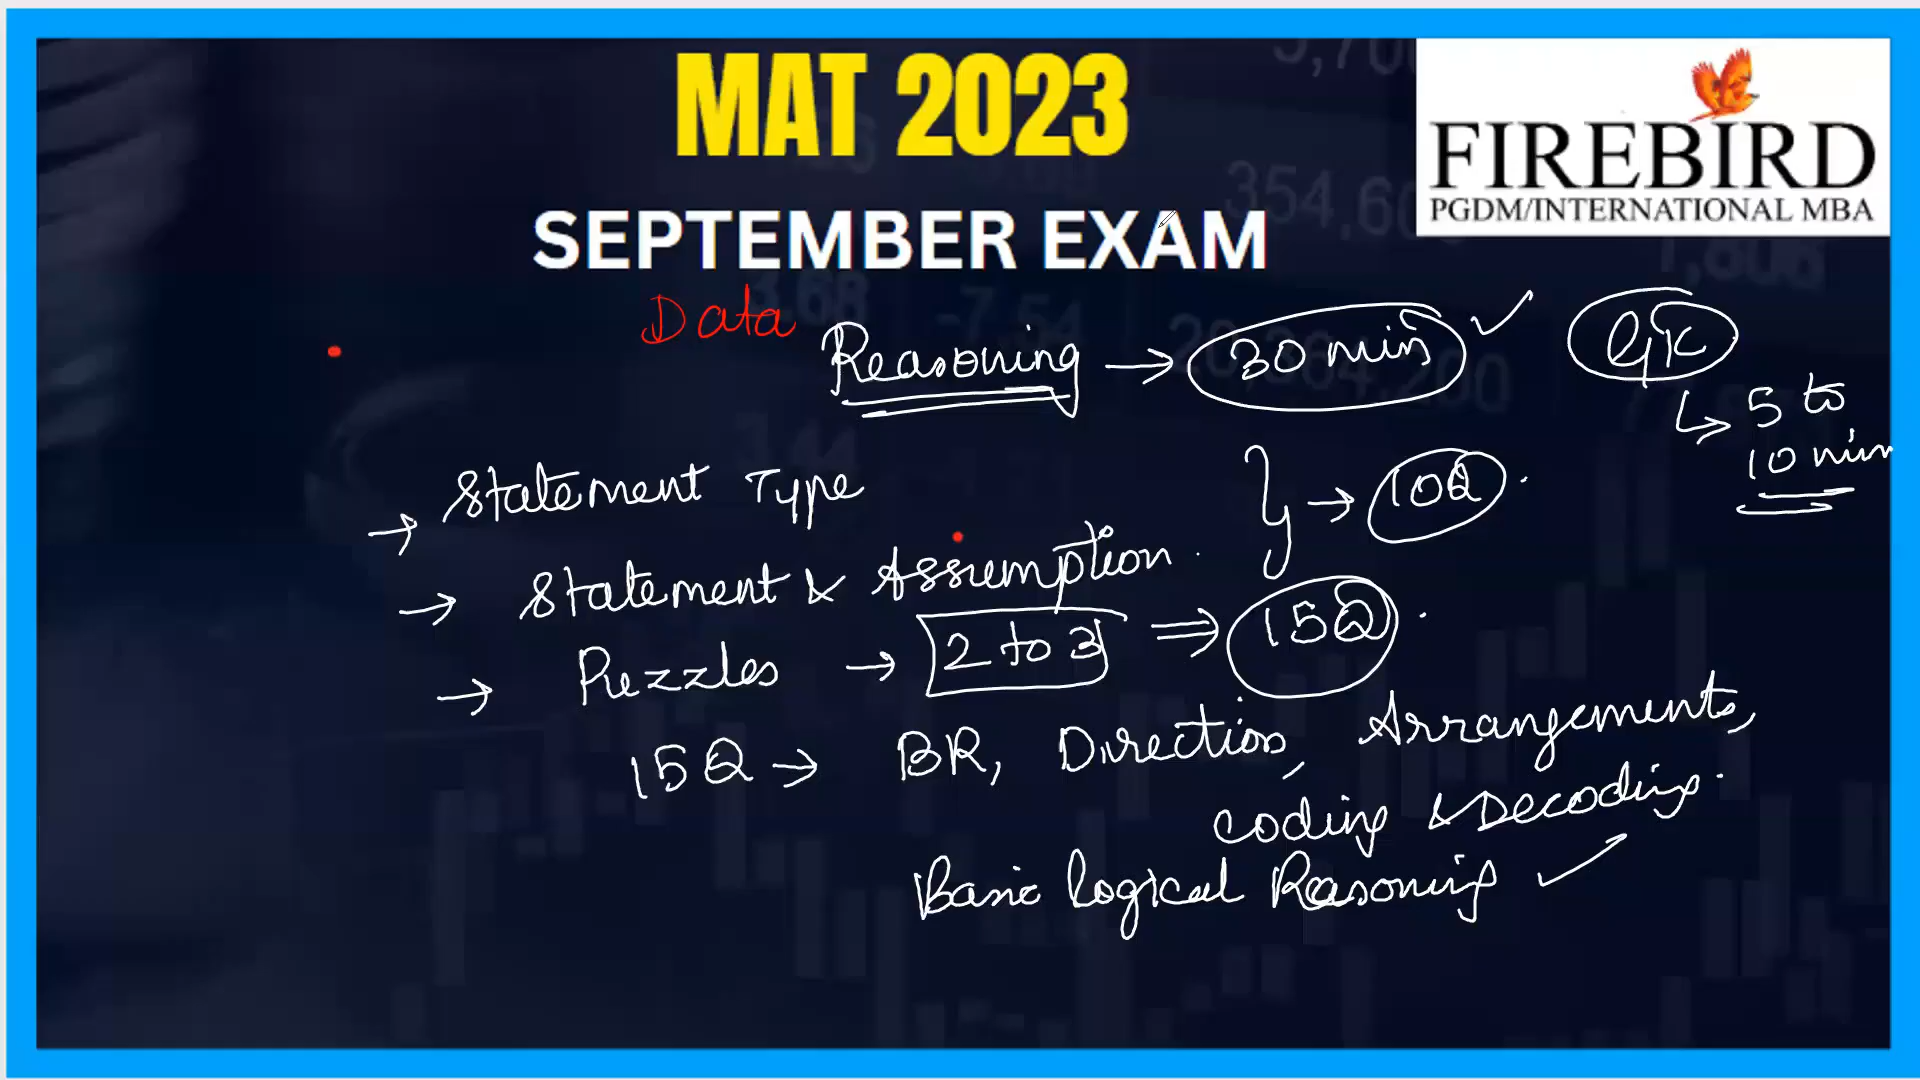 MAT 2023
FIREBIRD
PGDM/INTERNATIONAL MBA
SEPTEMBER EXAM
Data
Reasoning → 30 min ✓
GK
↳ 5 to
10 min
→ Statement Type } → 10Q.
→ Statement & Assumption.
→ Puzzles → 2 to 3 ⇒ 15Q.
15Q → BR, Direction, Arrangements,
Coding & Decoding.
Basic logical Reasoning ✓